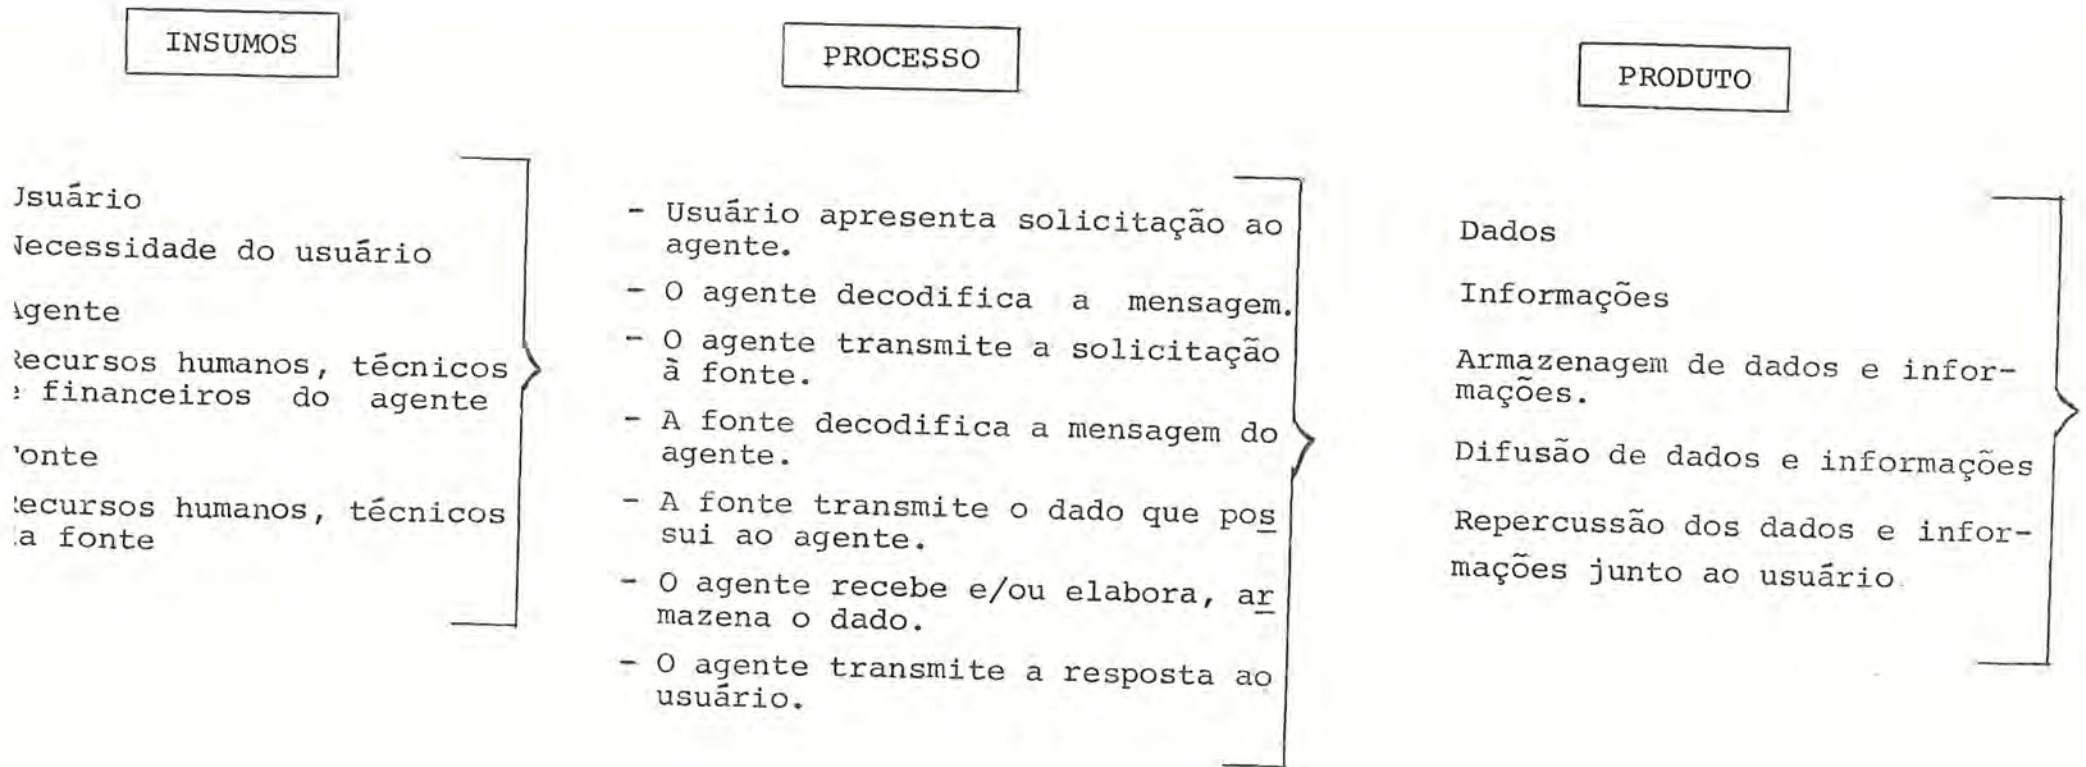 INSUMOS
Usuário
Necessidade do usuário
Agente
Recursos humanos, técnicos
e financeiros do agente
Fonte
Recursos humanos, técnicos
da fonte
PROCESSO
- Usuário apresenta solicitação ao
agente.
- O agente decodifica a mensagem.
- O agente transmite a solicitação
à fonte.
- A fonte decodifica a mensagem do
agente.
- A fonte transmite o dado que pos
sui ao agente.
- O agente recebe e/ou elabora, ar
mazena o dado.
- O agente transmite a resposta ao
usuário.
PRODUTO
Dados
Informações
Armazenagem de dados e infor-
mações.
Difusão de dados e informações
Repercussão dos dados e infor-
mações junto ao usuário